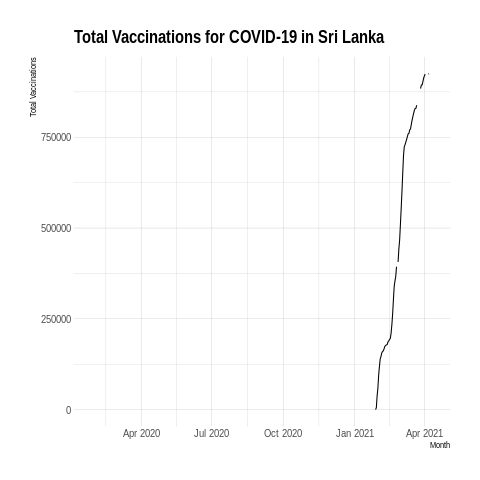 Total Vaccinations for COVID-19 in Sri Lanka
Total Vaccinations
750000
500000
250000
0
Apr 2020 Jul 2020 Oct 2020 Jan 2021 Apr 2021
Month